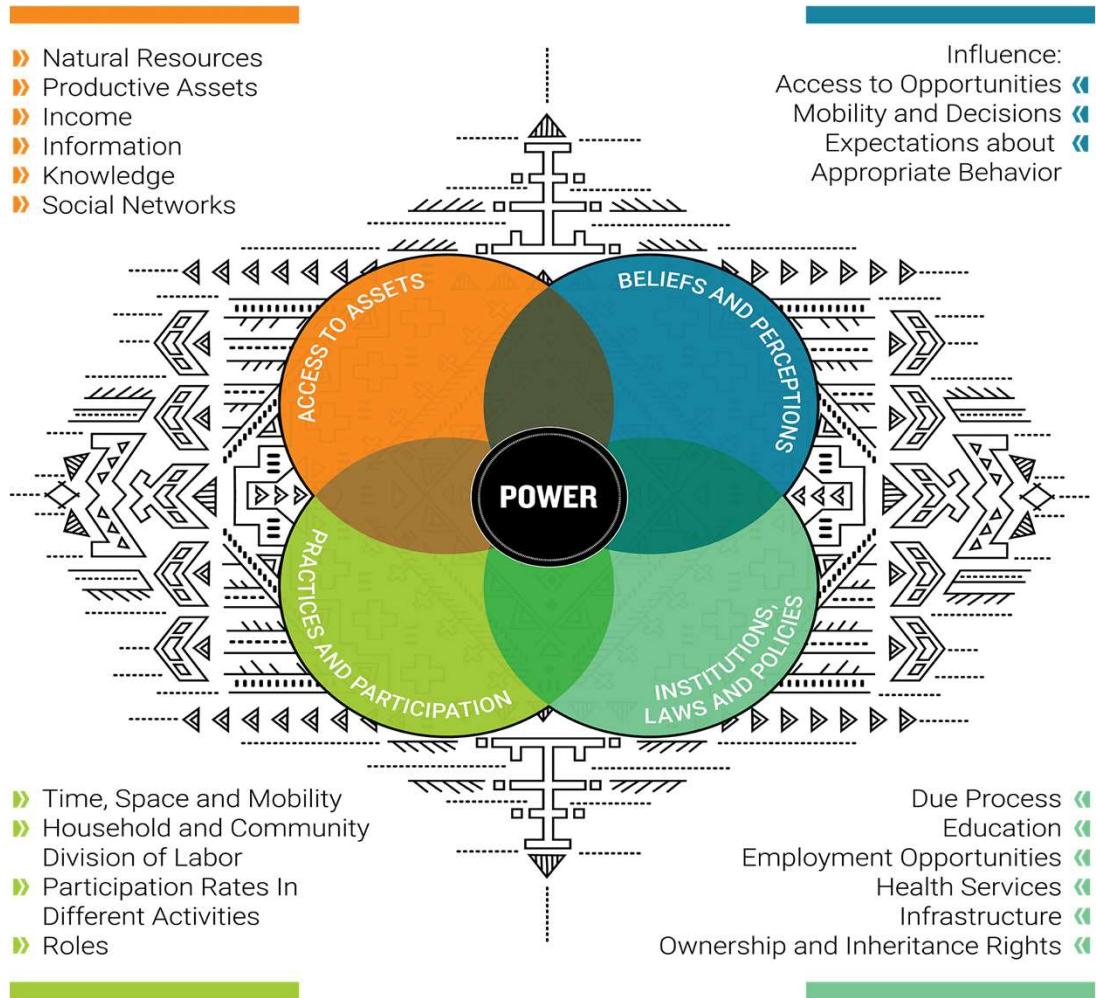 Natural Resources
Productive Assets
Income
Information
Knowledge
Social Networks
Influence:
Access to Opportunities
Mobility and Decisions
Expectations about
Appropriate Behavior
ACCESS TO ASSETS
BELIEFS AND PERCEPTIONS
POWER
PRACTICES AND PARTICIPATION
INSTITUTIONS,
LAWS AND POLICIES
Time, Space and Mobility
Household and Community
Division of Labor
Participation Rates In
Different Activities
Roles
Due Process
Education
Employment Opportunities
Health Services
Infrastructure
Ownership and Inheritance Rights